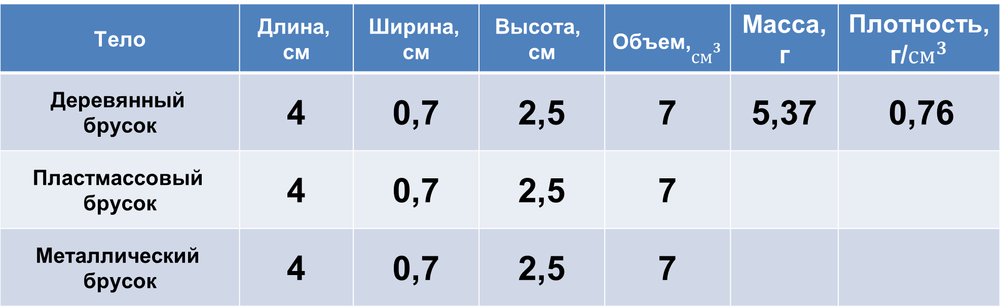 Тело
Длина,
см
Ширина,
см
Высота,
см
Объем, см³
Масса,
г
Плотность,
г/см³
Деревянный
брусок
4
0,7
2,5
7
5,37
0,76
Пластмассовый
брусок
4
0,7
2,5
7
Металлический
брусок
4
0,7
2,5
7